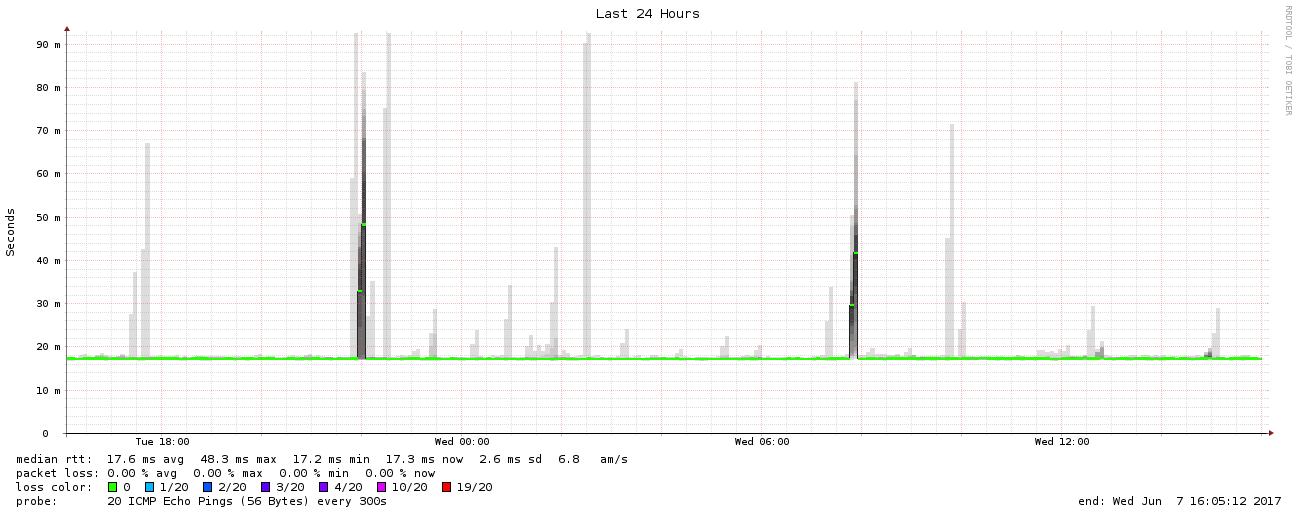 Last 24 Hours
RRDTOOL / TOBI OETIKER
Seconds
90 m
80 m
70 m
60 m
50 m
40 m
30 m
20 m
10 m
0
Tue 18:00 Wed 00:00 Wed 06:00 Wed 12:00
median rtt: 17.6 ms avg 48.3 ms max 17.2 ms min 17.3 ms now 2.6 ms sd 6.8 am/s
packet loss: 0.00 % avg 0.00 % max 0.00 % min 0.00 % now
loss color: 0 1/20 2/20 3/20 4/20 10/20 19/20
probe: 20 ICMP Echo Pings (56 Bytes) every 300s end: Wed Jun 7 16:05:12 2017